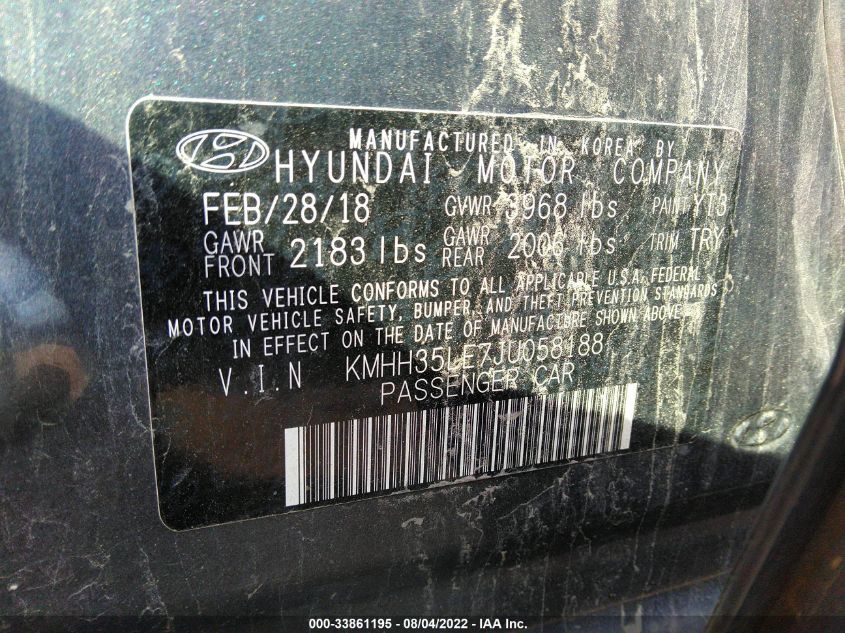 MANUFACTURED IN KOREA BY
HYUNDAI MOTOR COMPANY
FEB/28/18 GVWR 3968 lbs PAINT YT3
GAWR FRONT 2183 lbs GAWR REAR 2006 lbs TRIM TRY
THIS VEHICLE CONFORMS TO ALL APPLICABLE U.S.A. FEDERAL
MOTOR VEHICLE SAFETY, BUMPER, AND THEFT PREVENTION STANDARDS
IN EFFECT ON THE DATE OF MANUFACTURE SHOWN ABOVE.
V.I.N KMHH35LE7JU058188
PASSENGER CAR
000-33861195 - 08/04/2022 - IAA Inc.